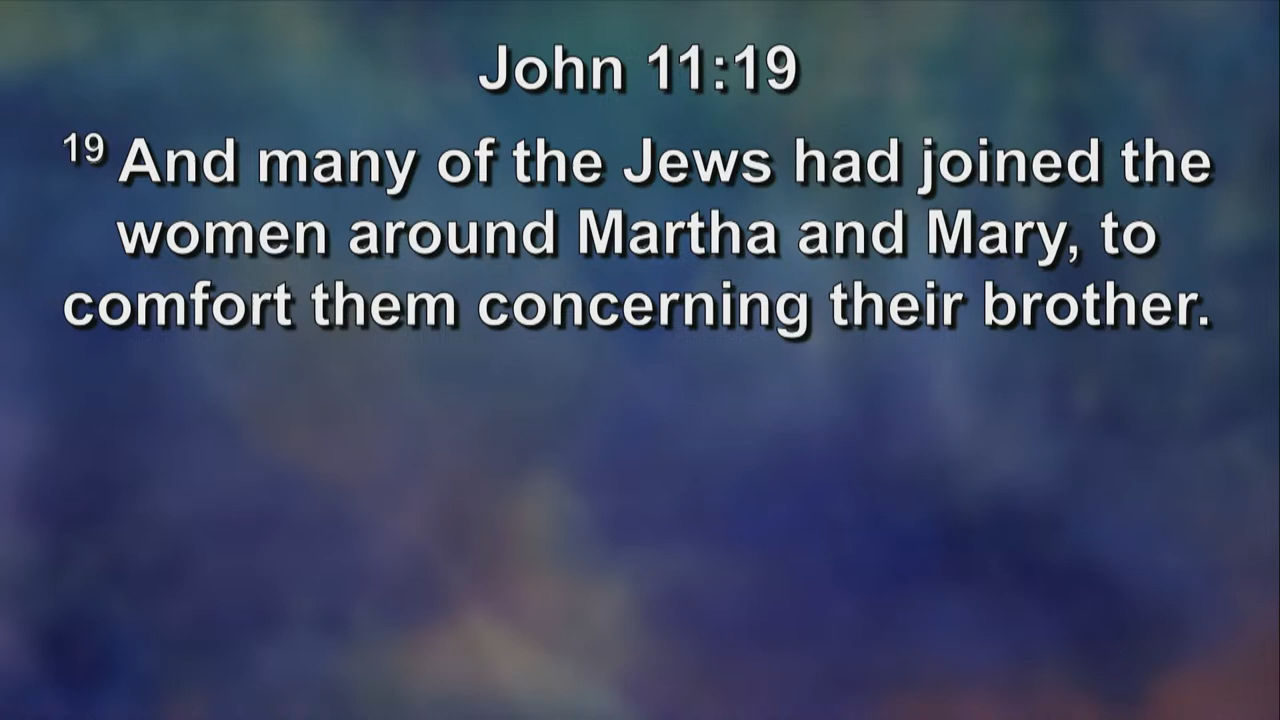 John 11:19
19 And many of the Jews had joined the
women around Martha and Mary, to
comfort them concerning their brother.